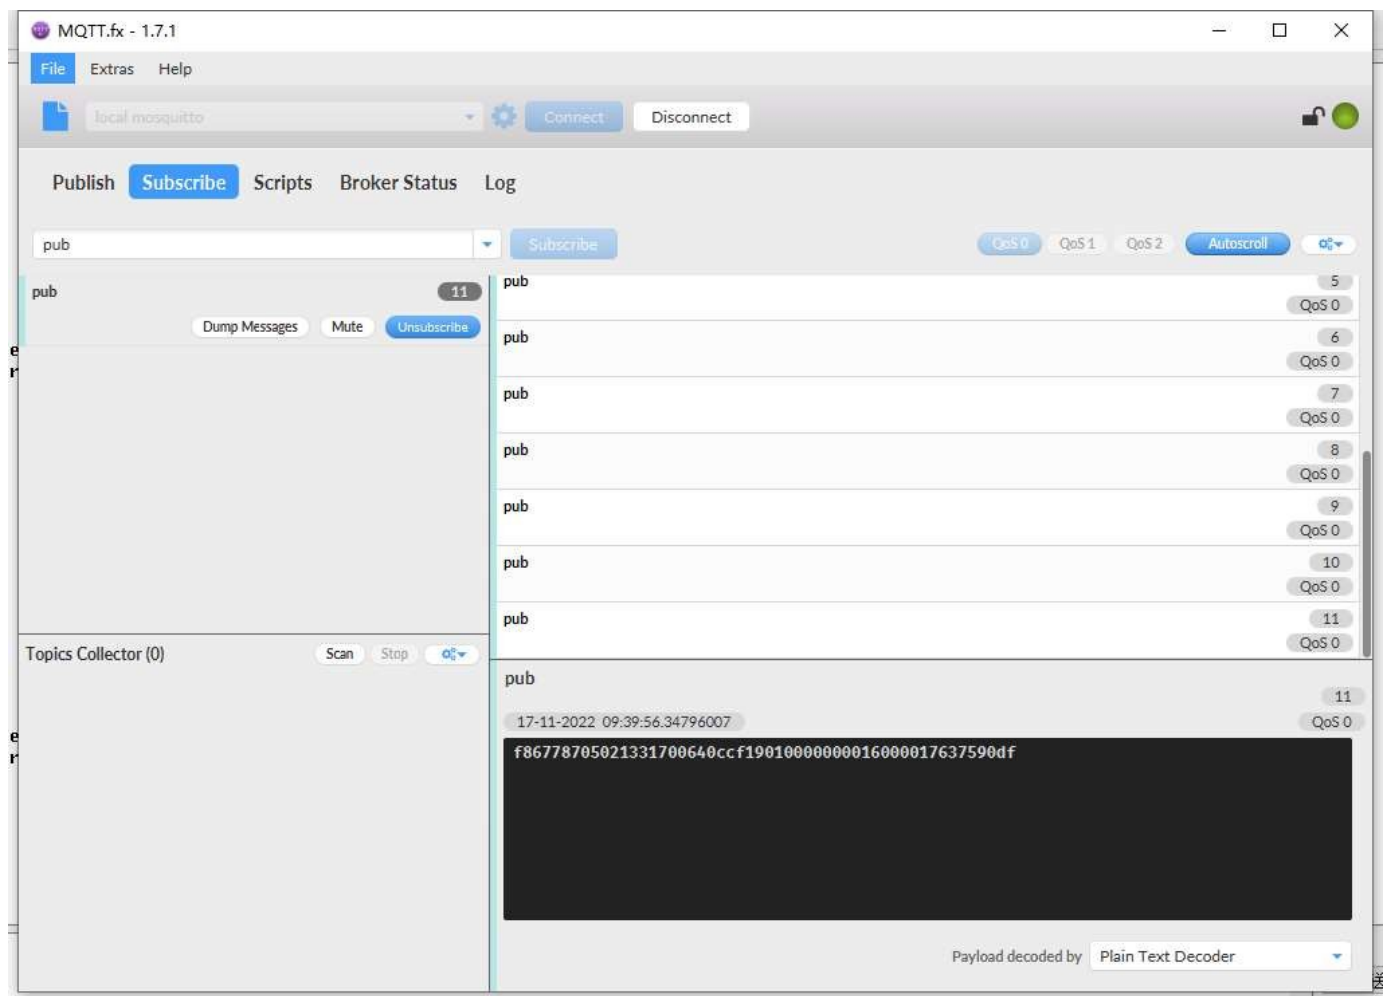 MQTT.fx - 1.7.1
File Extras Help
local mosquitto Connect Disconnect
Publish Subscribe Scripts Broker Status Log
pub Subscribe QoS 0 QoS 1 QoS 2 Autoscroll
pub 11
Dump Messages Mute Unsubscribe
pub 5
QoS 0
pub 6
QoS 0
pub 7
QoS 0
pub 8
QoS 0
pub 9
QoS 0
pub 10
QoS 0
pub 11
QoS 0
Topics Collector (0) Scan Stop
pub
11
17-11-2022 09:39:56.34796007 QoS 0
f86778705021331700640ccf19010000000016000017637590df
Payload decoded by Plain Text Decoder
e
r
e
r